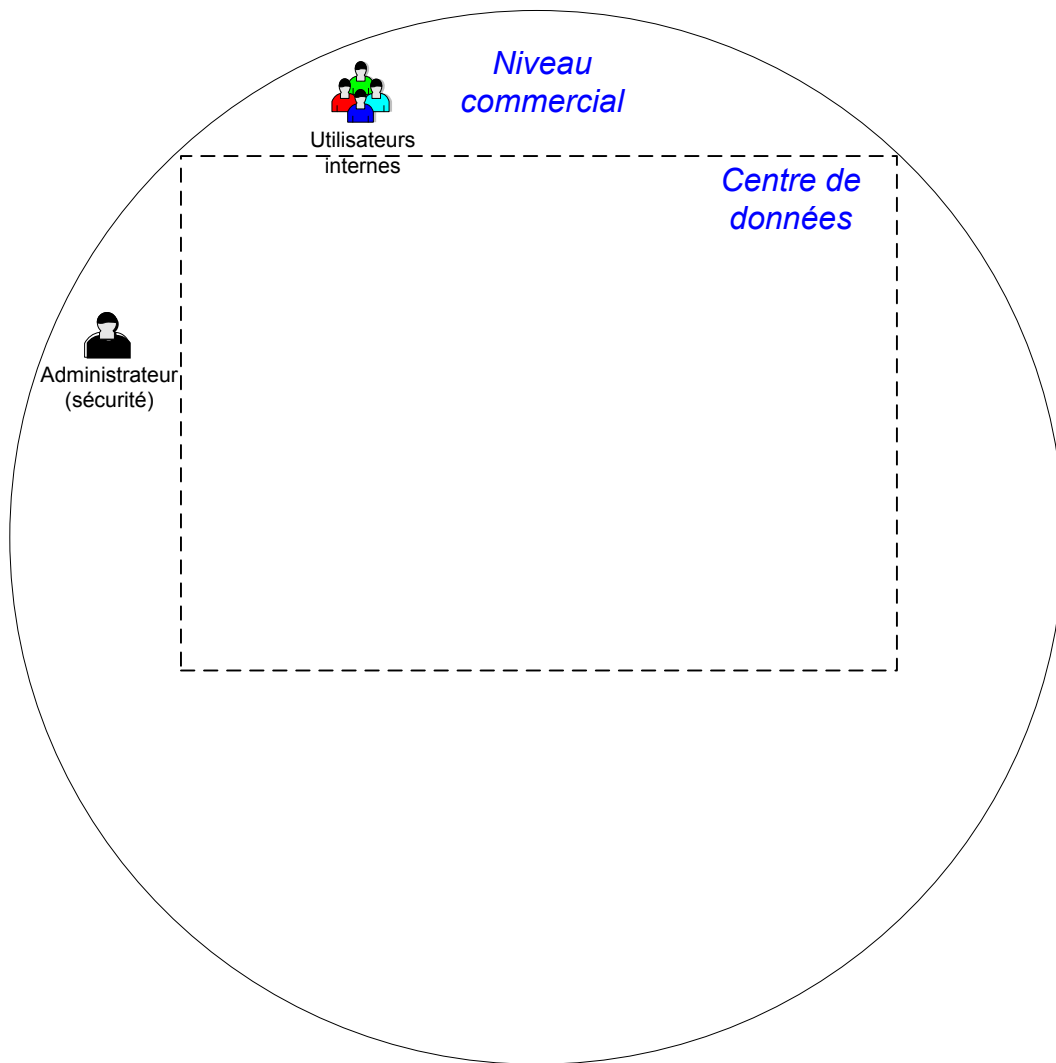 Niveau
commercial
Utilisateurs
internes
Centre de
données
Administrateur
(sécurité)